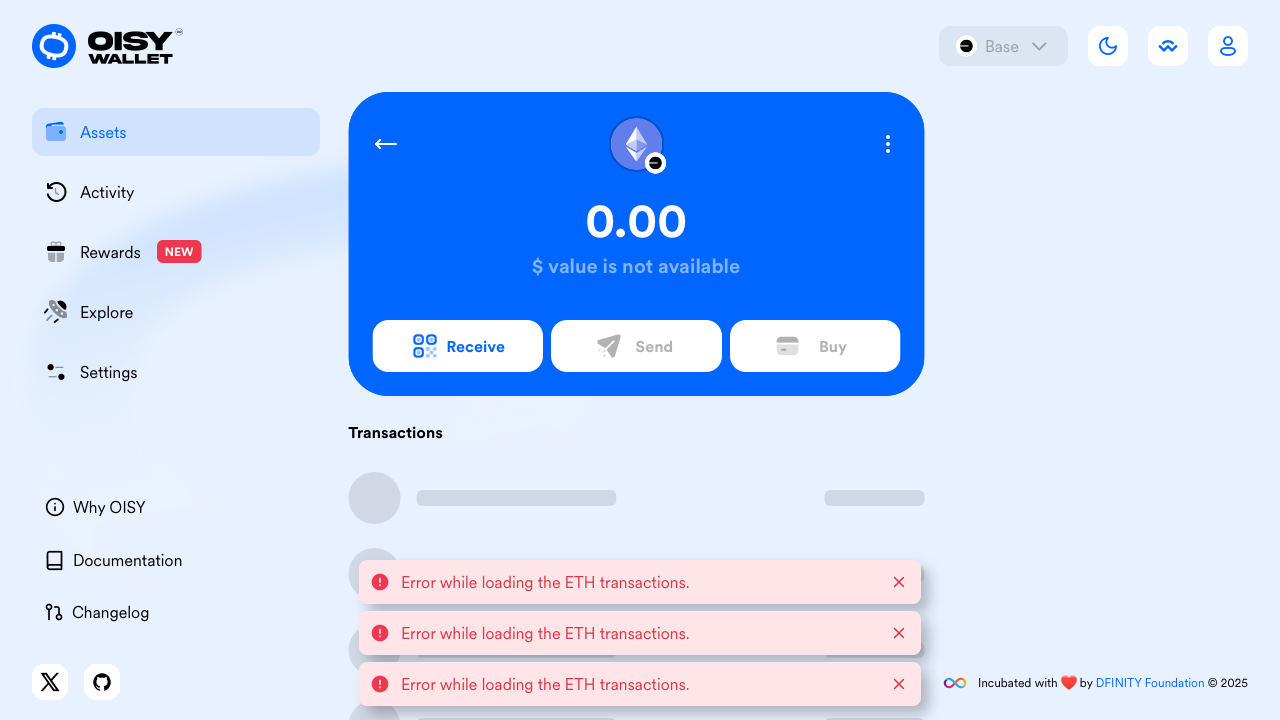 OISY
WALLET
Base
Assets
Activity
Rewards NEW
Explore
Settings
0.00
$ value is not available
Receive
Send
Buy
Transactions
Why OISY
Documentation
Changelog
Error while loading the ETH transactions.
Error while loading the ETH transactions.
Error while loading the ETH transactions.
Incubated with ❤️ by DFINITY Foundation © 2025